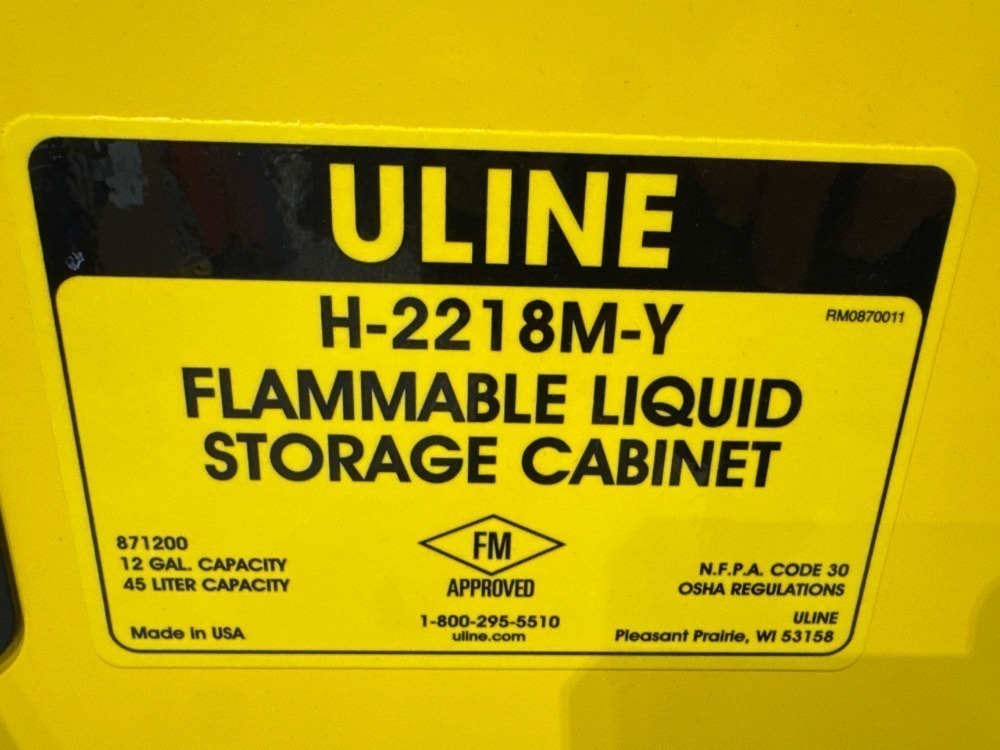 ULINE
H-2218M-Y
RM0870011
FLAMMABLE LIQUID
STORAGE CABINET
871200
12 GAL. CAPACITY
45 LITER CAPACITY
Made in USA
FM
APPROVED
1-800-295-5510
uline.com
N.F.P.A. CODE 30
OSHA REGULATIONS
ULINE
Pleasant Prairie, WI 53158